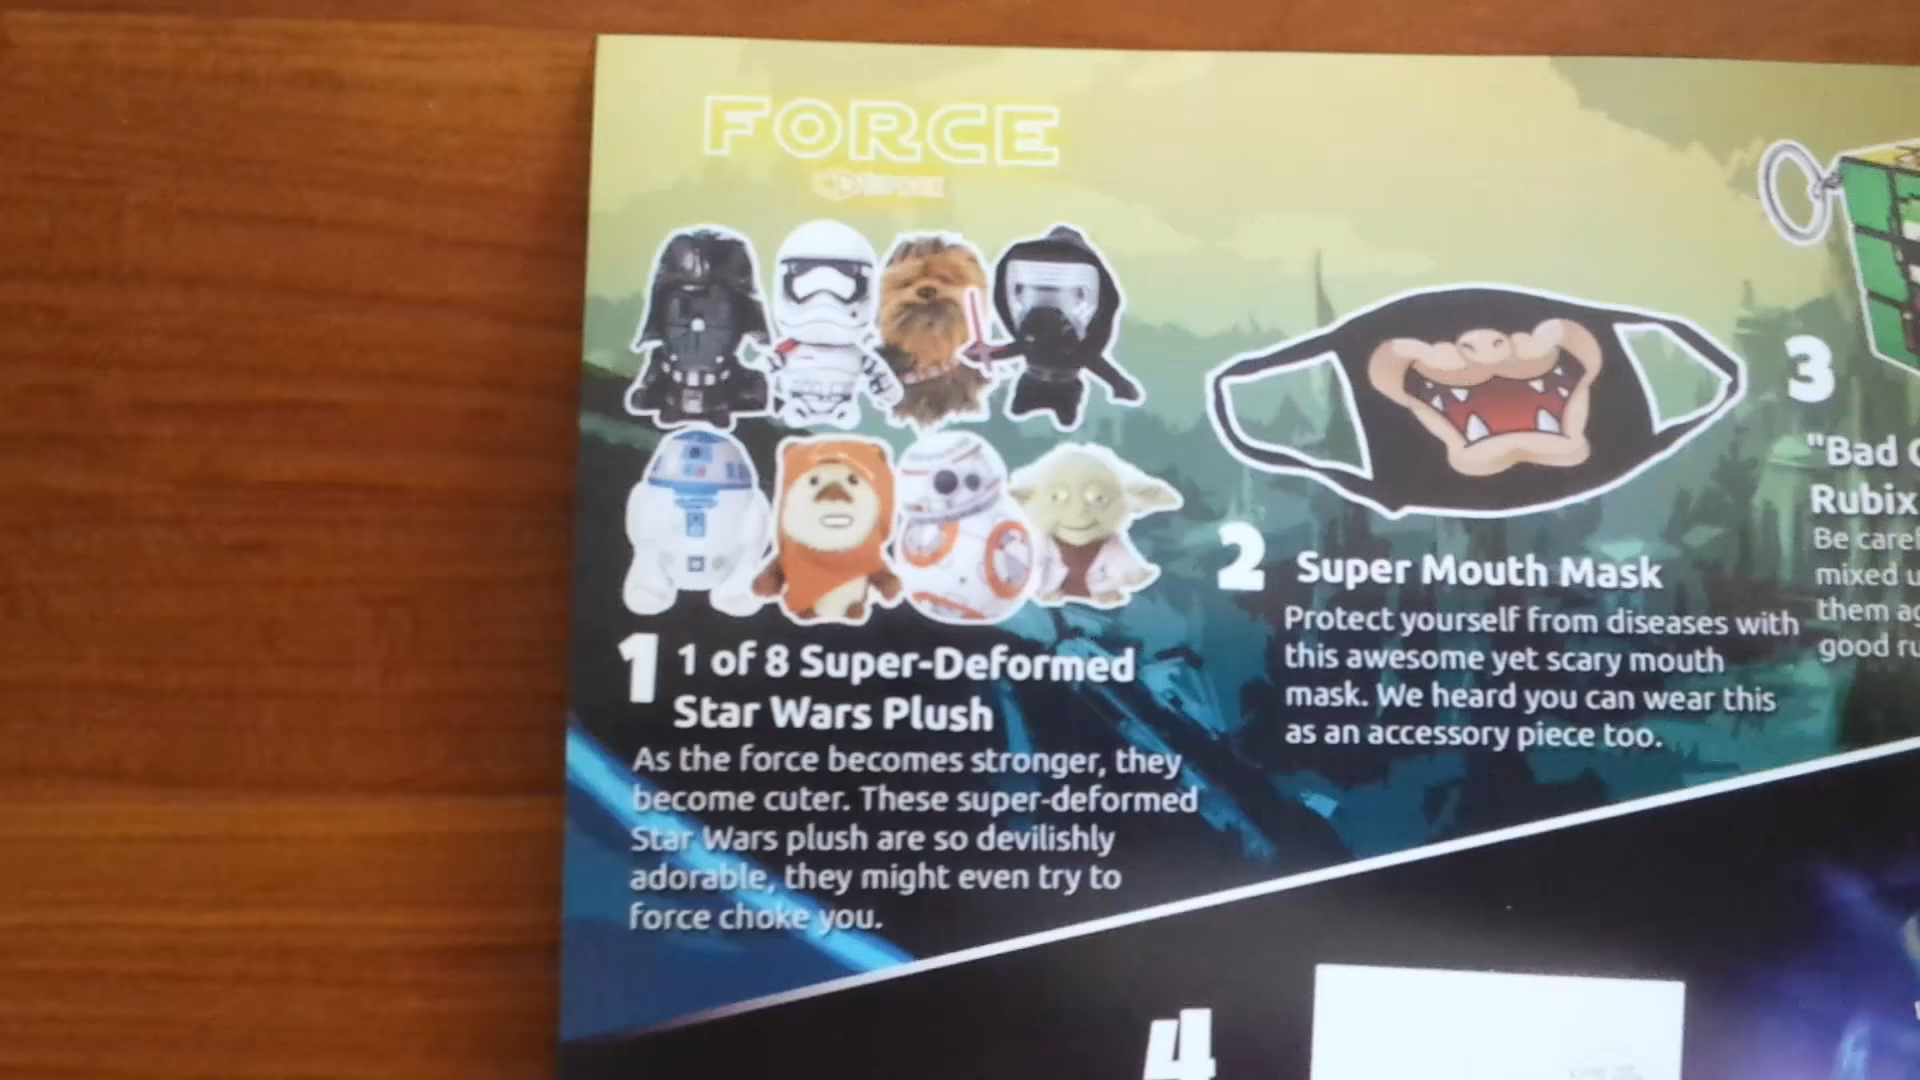 FORCE
1
1 of 8 Super-Deformed
Star Wars Plush
As the force becomes stronger, they
become cuter. These super-deformed
Star Wars plush are so devilishly
adorable, they might even try to
force choke you.
2
Super Mouth Mask
Protect yourself from diseases with
this awesome yet scary mouth
mask. We heard you can wear this
as an accessory piece too.
3
"Bad
Rubix
Be
mixed
them
good
4